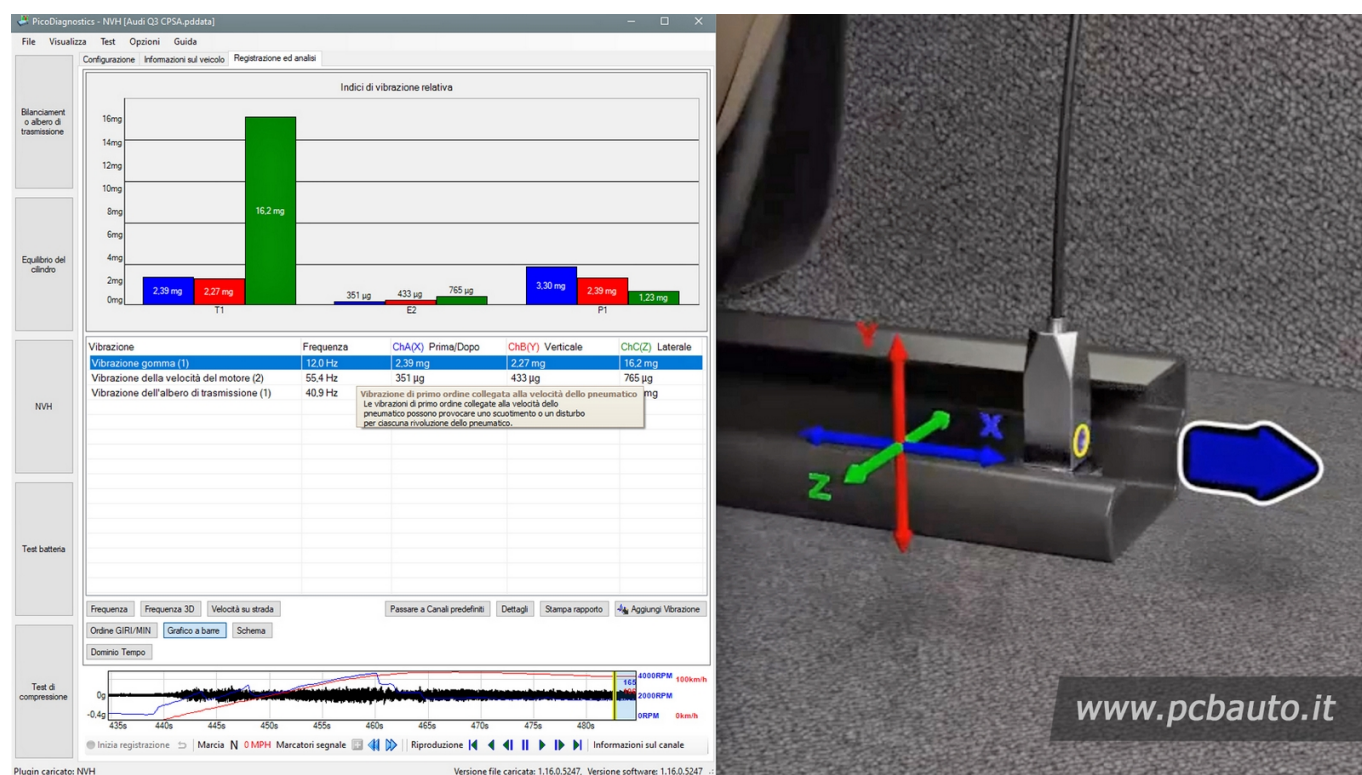 PicoDiagnostics - NVH [Audi Q3 CPSA.pddata]
File Visualizza Test Opzioni Guida
Configurazione Informazioni sul veicolo Registrazione ed analisi
Bilanciament
o albero di
trasmissione
Equilibrio del
cilindro
NVH
Test batteria
Test di
compressione
Indici di vibrazione relativa
16mg
14mg
12mg
10mg
8mg
6mg
4mg
2mg
0mg
2,39 mg 2,27 mg 16,2 mg
351 µg 433 µg 765 µg
3,30 mg 2,39 mg 1,23 mg
T1 E2 P1
Vibrazione Frequenza ChA(X) Prima/Dopo ChB(Y) Verticale ChC(Z) Laterale
Vibrazione gomma (1) 12,0 Hz 2,39 mg 2,27 mg 16,2 mg
Vibrazione della velocità del motore (2) 55,4 Hz 351 µg 433 µg 765 µg
Vibrazione dell'albero di trasmissione (1) 40,9 Hz mg
Vibrazione di primo ordine collegata alla velocità dello pneumatico
Le vibrazioni di primo ordine collegate alla velocità dello
pneumatico possono provocare uno scuotimento o un disturbo
per ciascuna rivoluzione dello pneumatico.
Frequenza Frequenza 3D Velocità su strada Passare a Canali predefiniti Dettagli Stampa rapporto Aggiungi Vibrazione
Ordine GIRI/MIN Grafico a barre Schema
Dominio Tempo
0g
-0,4g
4000RPM 100km/h
165
2000RPM
0RPM 0km/h
435s 440s 445s 450s 455s 460s 465s 470s 475s 480s
Inizia registrazione Marcia N 0 MPH Marcatori segnale Riproduzione Informazioni sul canale
Plugin caricato: NVH Versione file caricata: 1.16.0.5247, Versione software: 1.16.0.5247
Y
X
Z
www.pcbauto.it